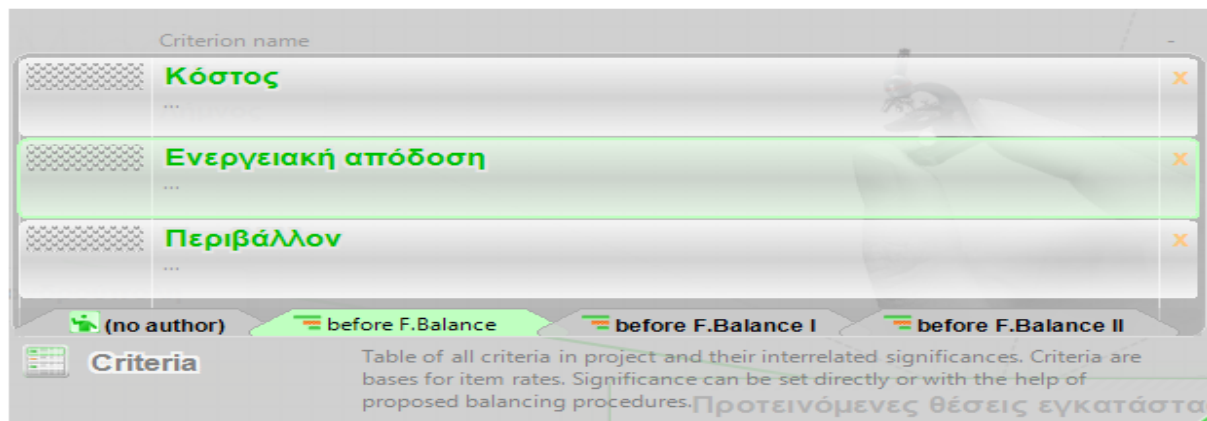 Criterion name -
Κόστος x
...
Ενεργειακή απόδοση x
...
Περιβάλλον x
...
(no author) before F.Balance before F.Balance I before F.Balance II
Criteria
Table of all criteria in project and their interrelated significances. Criteria are
bases for item rates. Significance can be set directly or with the help of
proposed balancing procedures.
Προτεινόμενες θέσεις εγκατάστα